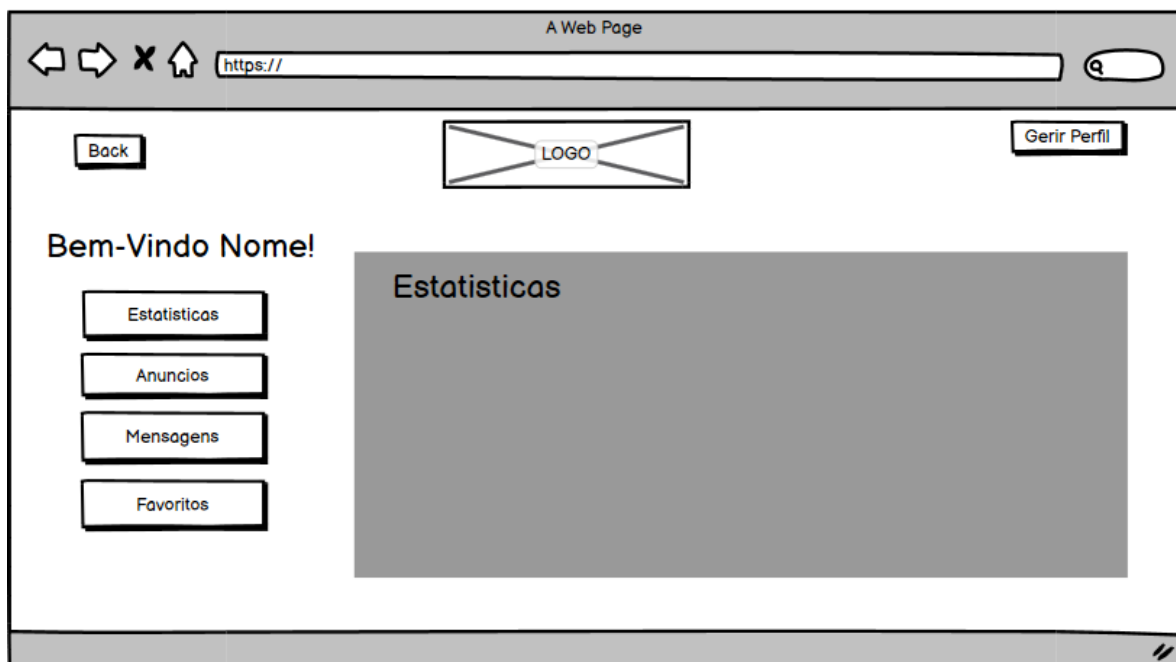 A Web Page
https://
Back
LOGO
Gerir Perfil
Bem-Vindo Nome!
Estatisticas
Estatisticas
Anuncios
Mensagens
Favoritos